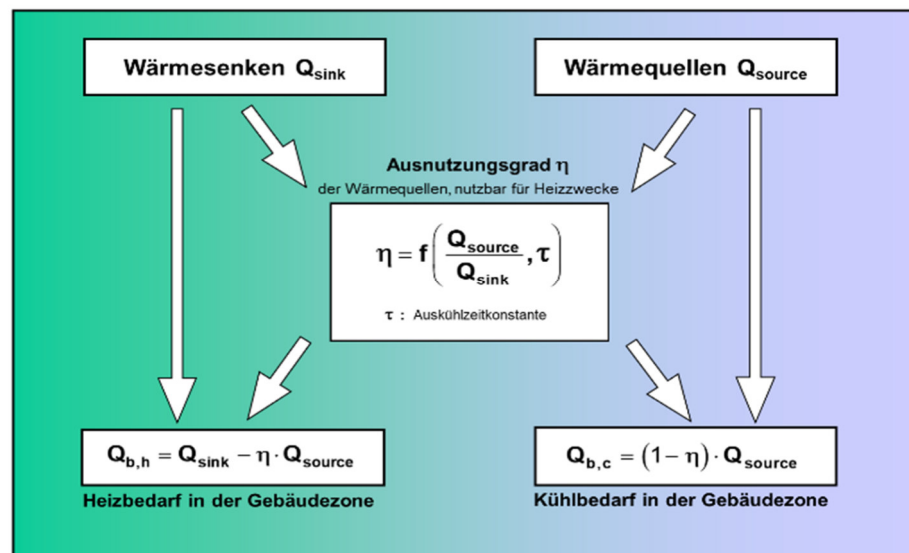 Wärmesenken Q_sink
Wärmequellen Q_source
Ausnutzungsgrad η
der Wärmequellen, nutzbar für Heizzwecke
η = f(Q_source / Q_sink , τ)
τ : Auskühlzeitkonstante
Q_b,h = Q_sink − η · Q_source
Heizbedarf in der Gebäudezone
Q_b,c = (1 − η) · Q_source
Kühlbedarf in der Gebäudezone